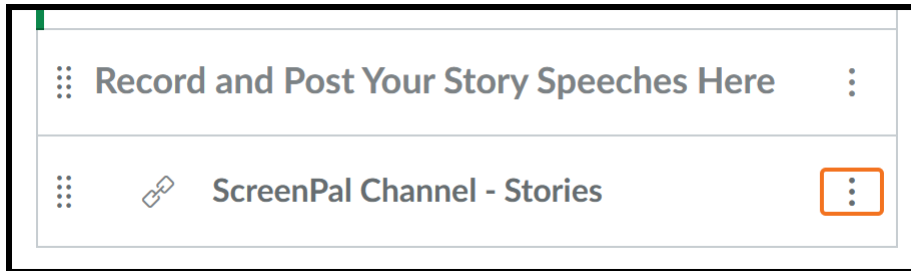 Record and Post Your Story Speeches Here
ScreenPal Channel - Stories